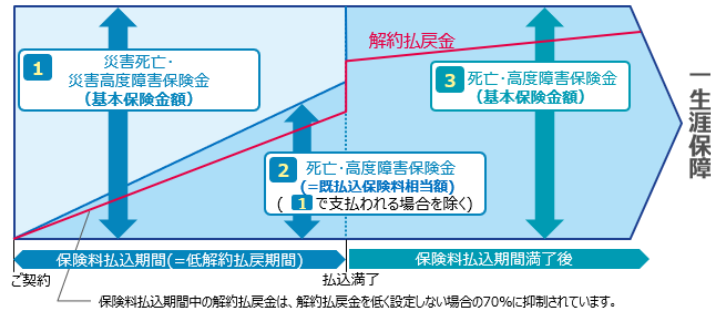 1
災害死亡・
災害高度障害保険金
（基本保険金額）
解約払戻金
3
死亡・高度障害保険金
（基本保険金額）
2
死亡・高度障害保険金
（=既払込保険料相当額）
（ 1 で支払われる場合を除く）
一生涯保障
保険料払込期間(=低解約払戻期間)
保険料払込期間満了後
ご契約
払込満了
保険料払込期間中の解約払戻金は、解約払戻金を低く設定しない場合の70%に抑制されています。